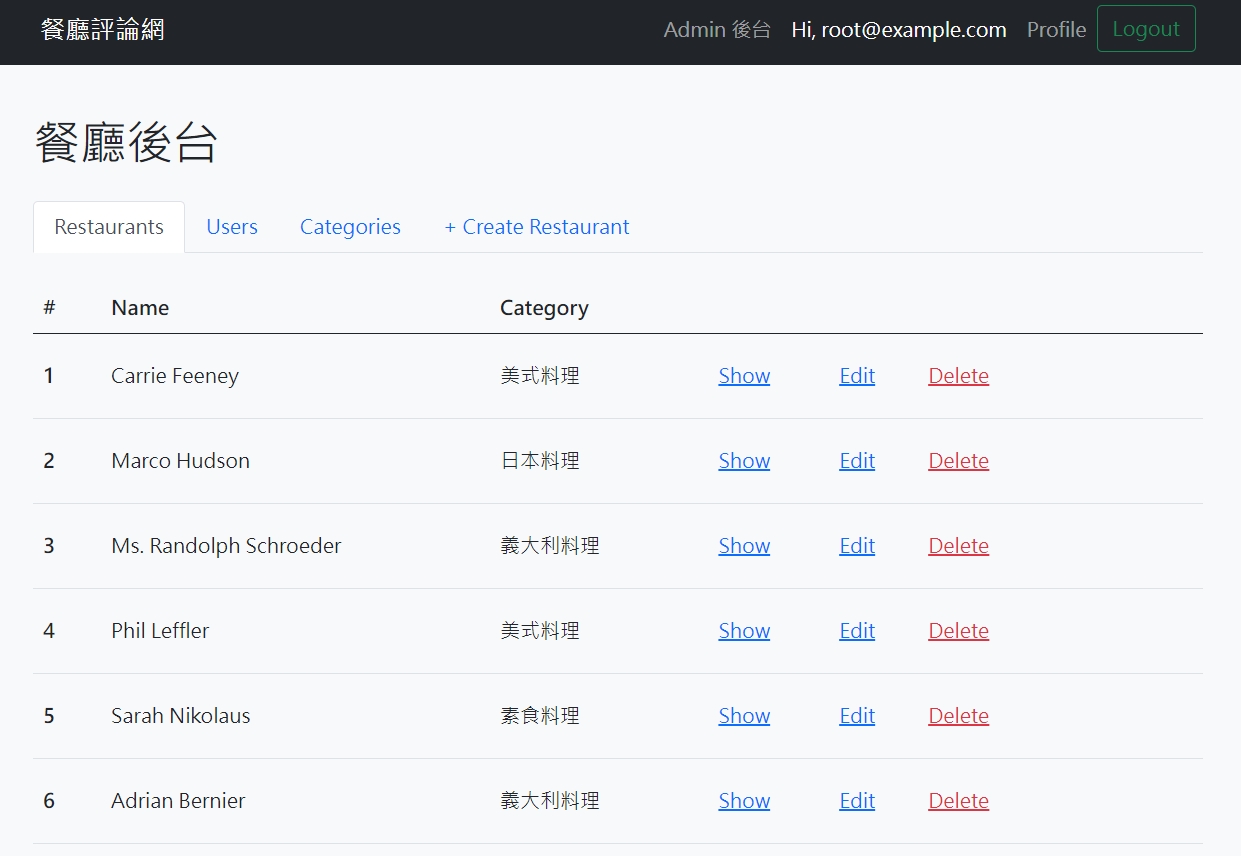 餐廳評論網 Admin 後台 Hi, root@example.com Profile Logout
餐廳後台
Restaurants Users Categories + Create Restaurant
# Name Category
1 Carrie Feeney 美式料理 Show Edit Delete
2 Marco Hudson 日本料理 Show Edit Delete
3 Ms. Randolph Schroeder 義大利料理 Show Edit Delete
4 Phil Leffler 美式料理 Show Edit Delete
5 Sarah Nikolaus 素食料理 Show Edit Delete
6 Adrian Bernier 義大利料理 Show Edit Delete